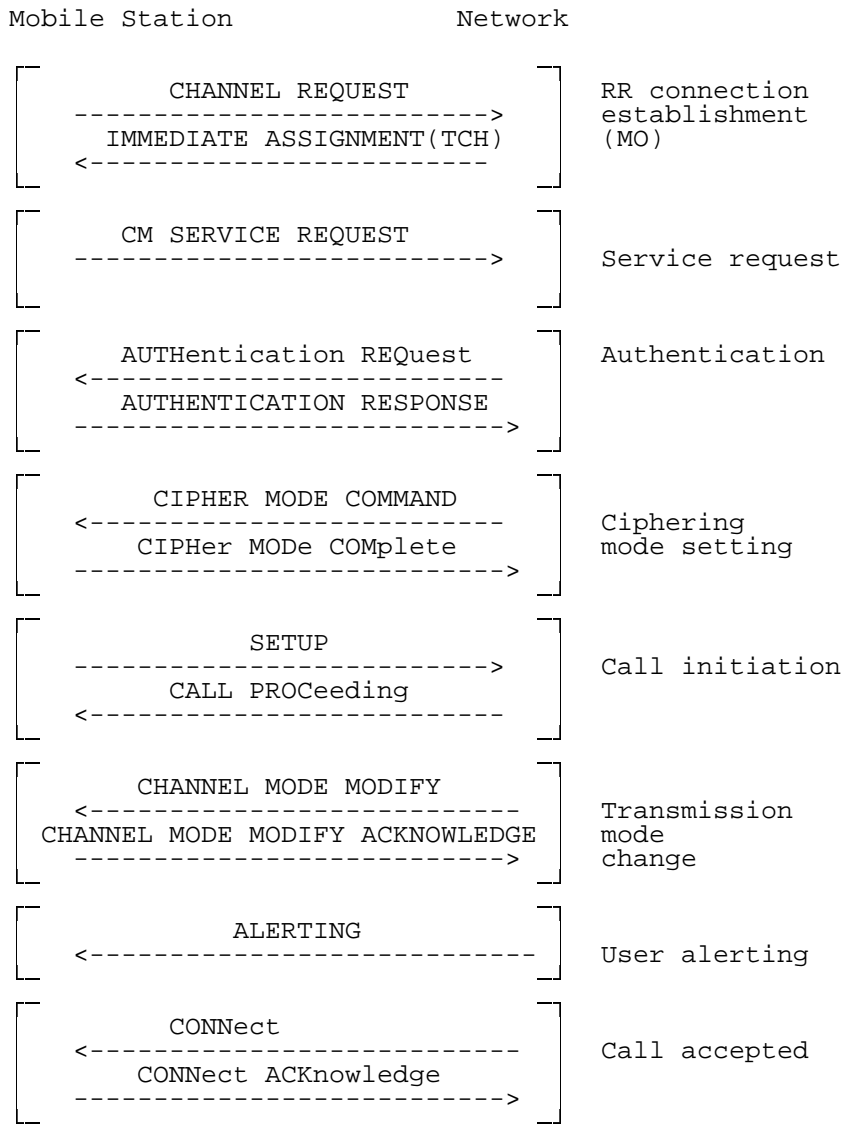 Mobile Station Network
CHANNEL REQUEST RR connection
--------------------------> establishment
IMMEDIATE ASSIGNMENT(TCH) (MO)
<-------------------------
CM SERVICE REQUEST
--------------------------> Service request
AUTHentication REQuest Authentication
<--------------------------
AUTHENTICATION RESPONSE
--------------------------->
CIPHER MODE COMMAND
<-------------------------- Ciphering
CIPHer MODe COMplete mode setting
--------------------------->
SETUP
--------------------------> Call initiation
CALL PROCeeding
<--------------------------
CHANNEL MODE MODIFY
<--------------------------- Transmission
CHANNEL MODE MODIFY ACKNOWLEDGE mode
---------------------------> change
ALERTING
<---------------------------- User alerting
CONNect
<--------------------------- Call accepted
CONNect ACKnowledge
--------------------------->